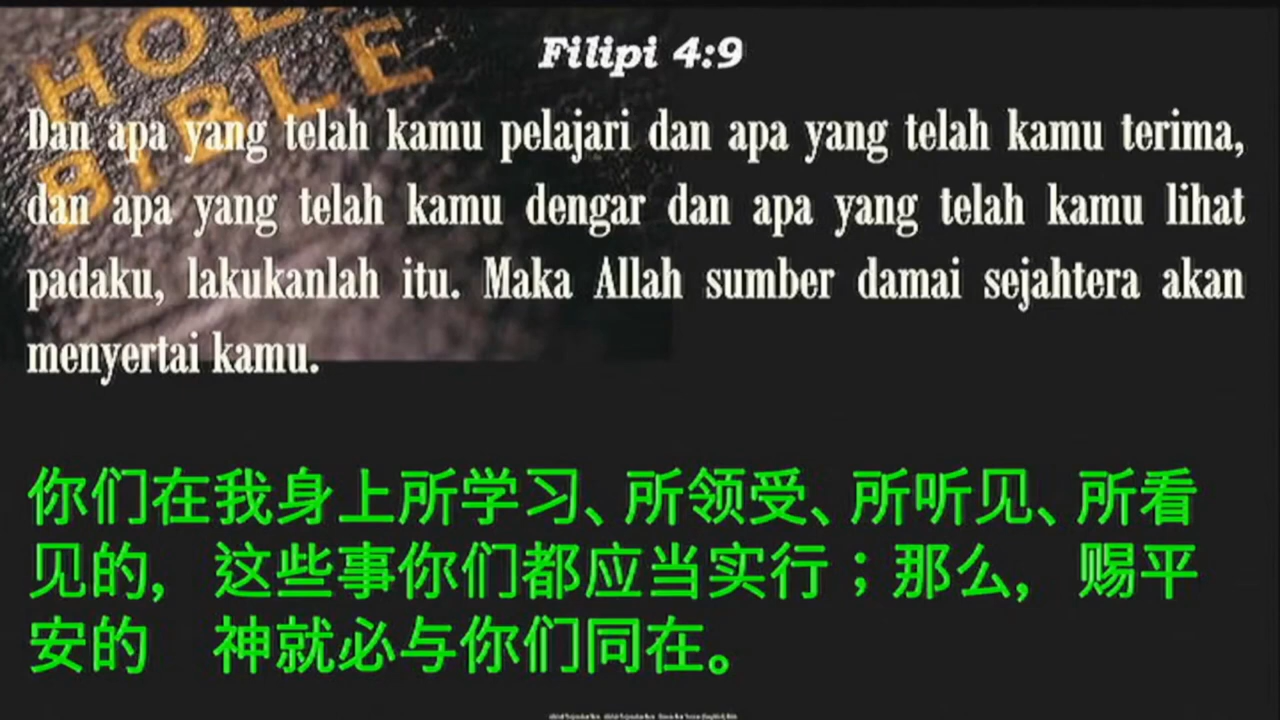 HOLY
BIBLE
Filipi 4:9
Dan apa yang telah kamu pelajari dan apa yang telah kamu terima,
dan apa yang telah kamu dengar dan apa yang telah kamu lihat
padaku, lakukanlah itu. Maka Allah sumber damai sejahtera akan
menyertai kamu.
你们在我身上所学习、所领受、所听见、所看
见的,　这些事你们都应当实行；那么,　赐平
安的　神就必与你们同在。